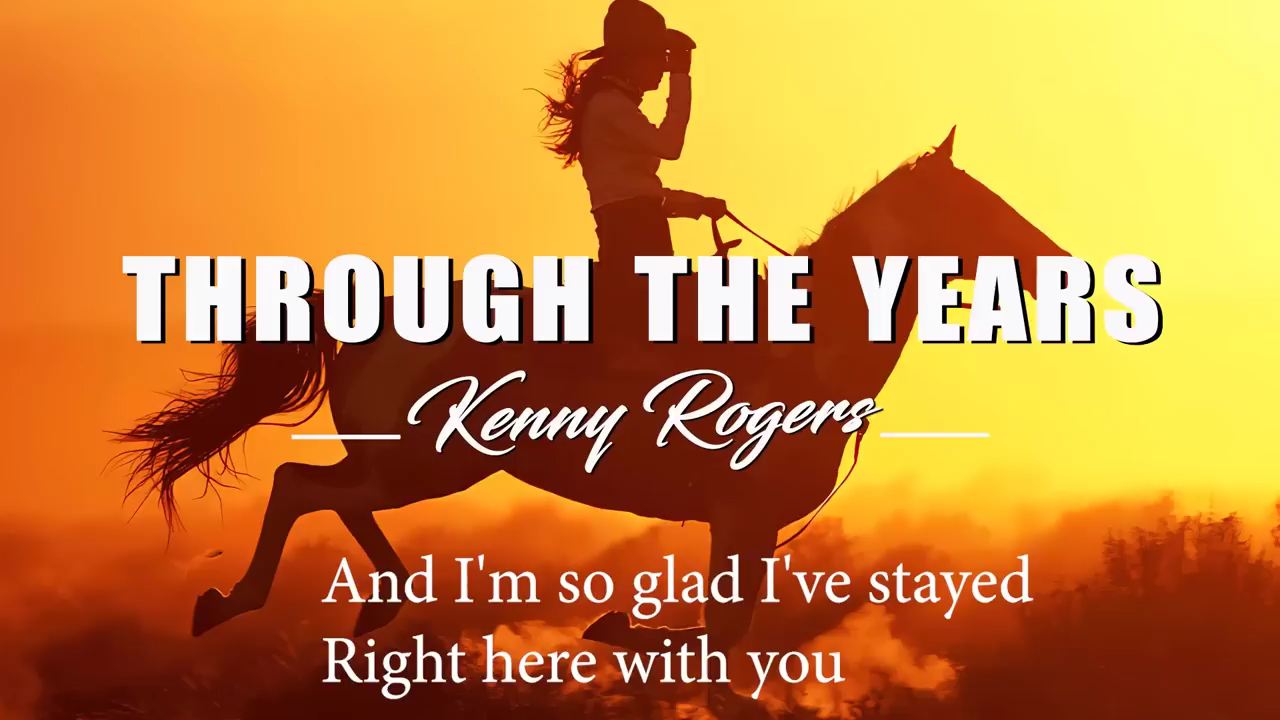 THROUGH THE YEARS
Kenny Rogers
And I'm so glad I've stayed
Right here with you